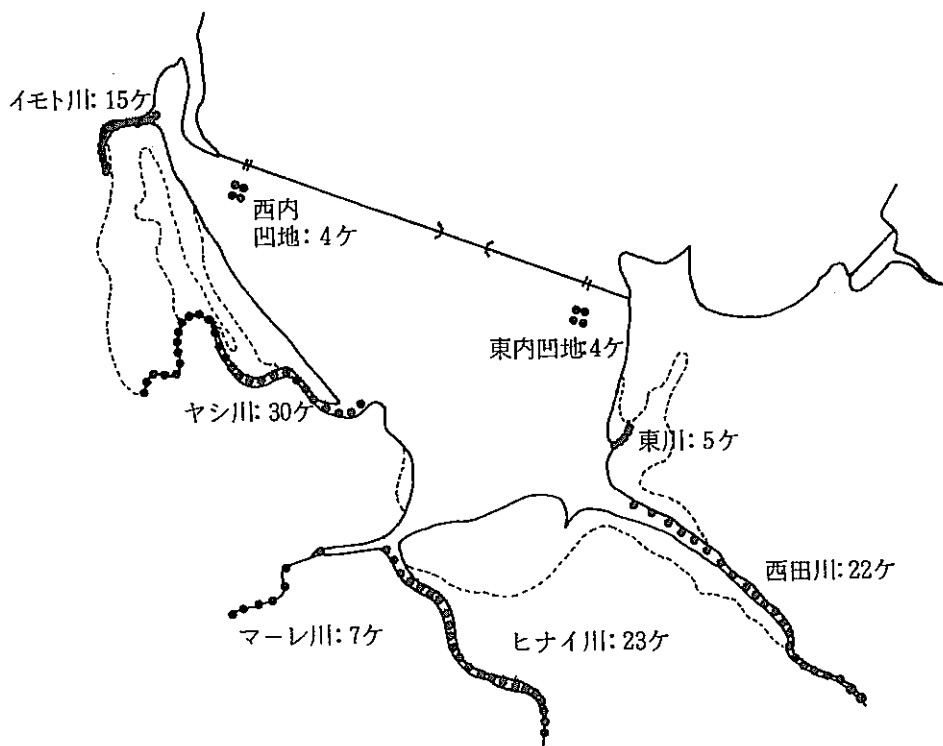 イモト川: 15ケ
西内
凹地: 4ケ
東内凹地:4ケ
ヤシ川: 30ケ
東川: 5ケ
西田川: 22ケ
マーレ川: 7ケ
ヒナイ川: 23ケ